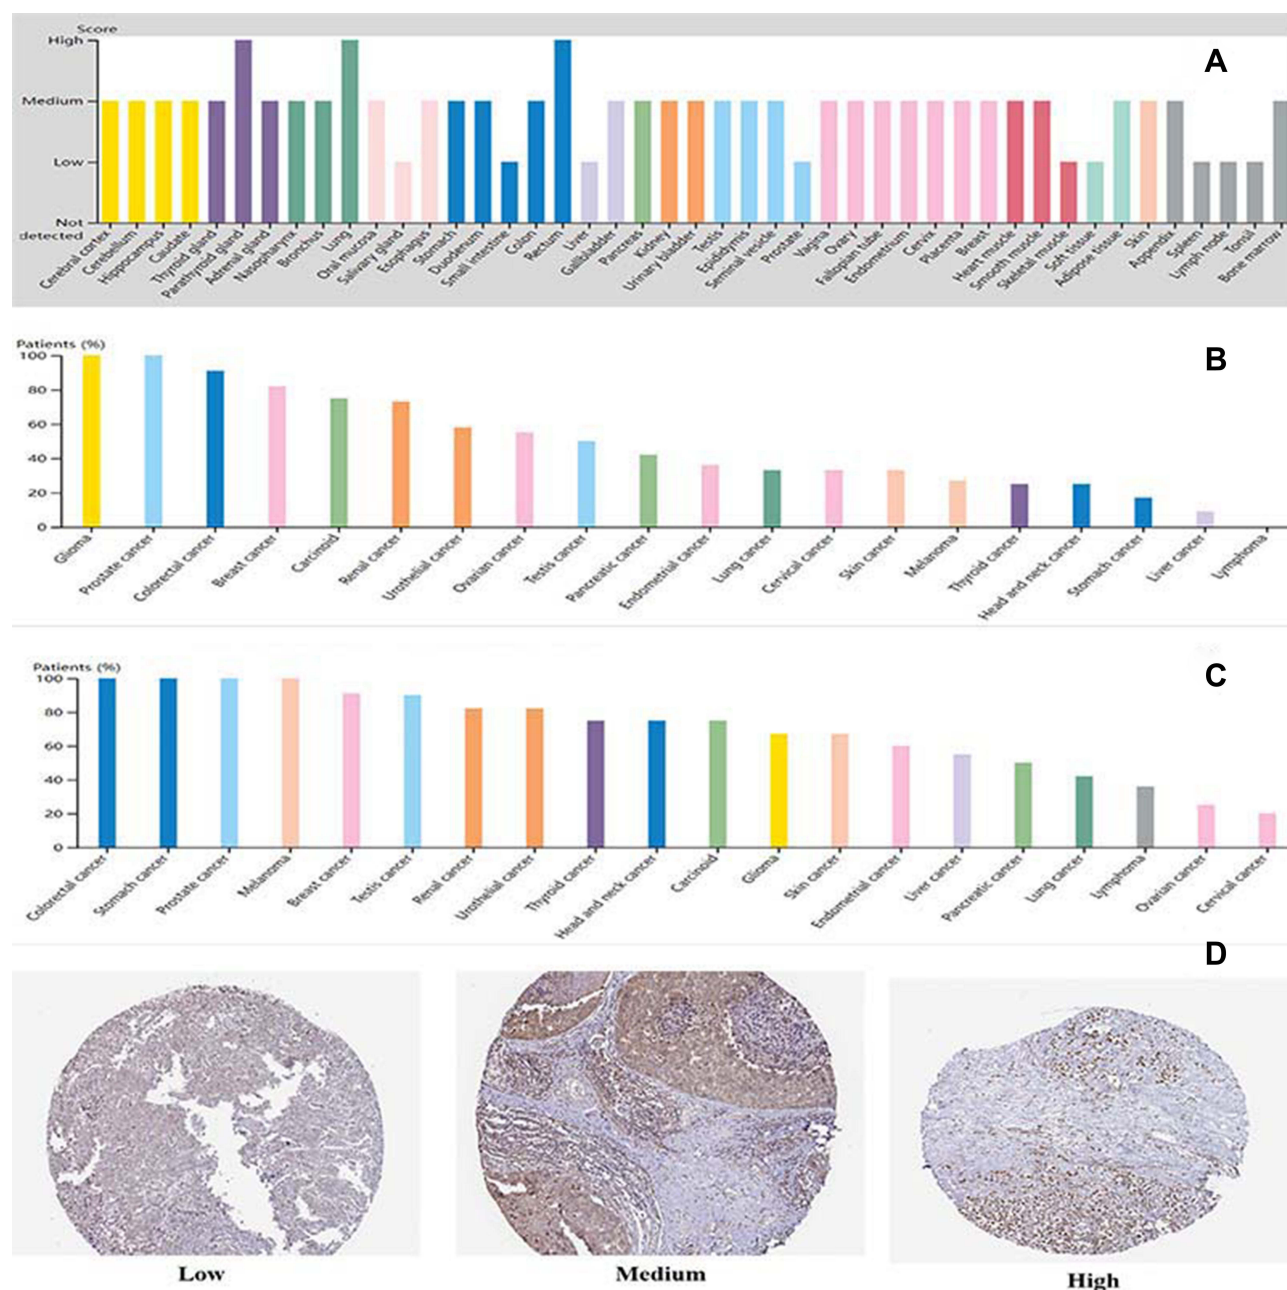 Score
High
A
Medium
Low
Not
detected
Cerebral cortex
Cerebellum
Hippocampus
Caudate
Thyroid gland
Parathyroid gland
Adrenal gland
Nasopharynx
Bronchus
Lung
Oral mucosa
Salivary gland
Esophagus
Stomach
Duodenum
Small intestine
Colon
Rectum
Liver
Gallbladder
Pancreas
Kidney
Urinary bladder
Testis
Epididymis
Seminal vesicle
Prostate
Vagina
Ovary
Fallopian tube
Endometrium
Cervix
Placenta
Breast
Heart muscle
Smooth muscle
Skeletal muscle
Soft tissue
Adipose tissue
Skin
Appendix
Spleen
Lymph node
Tonsil
Bone marrow
Patients (%)
B
100
80
60
40
20
0
Glioma
Prostate cancer
Colorectal cancer
Breast cancer
Carcinoid
Renal cancer
Urothelial cancer
Ovarian cancer
Testis cancer
Pancreatic cancer
Endometrial cancer
Lung cancer
Cervical cancer
Skin cancer
Melanoma
Thyroid cancer
Head and neck cancer
Stomach cancer
Liver cancer
Lymphoma
Patients (%)
C
100
80
60
40
20
0
Colorectal cancer
Stomach cancer
Prostate cancer
Melanoma
Breast cancer
Testis cancer
Renal cancer
Urothelial cancer
Thyroid cancer
Head and neck cancer
Carcinoid
Glioma
Skin cancer
Endometrial cancer
Liver cancer
Pancreatic cancer
Lung cancer
Lymphoma
Ovarian cancer
Cervical cancer
D
Low
Medium
High